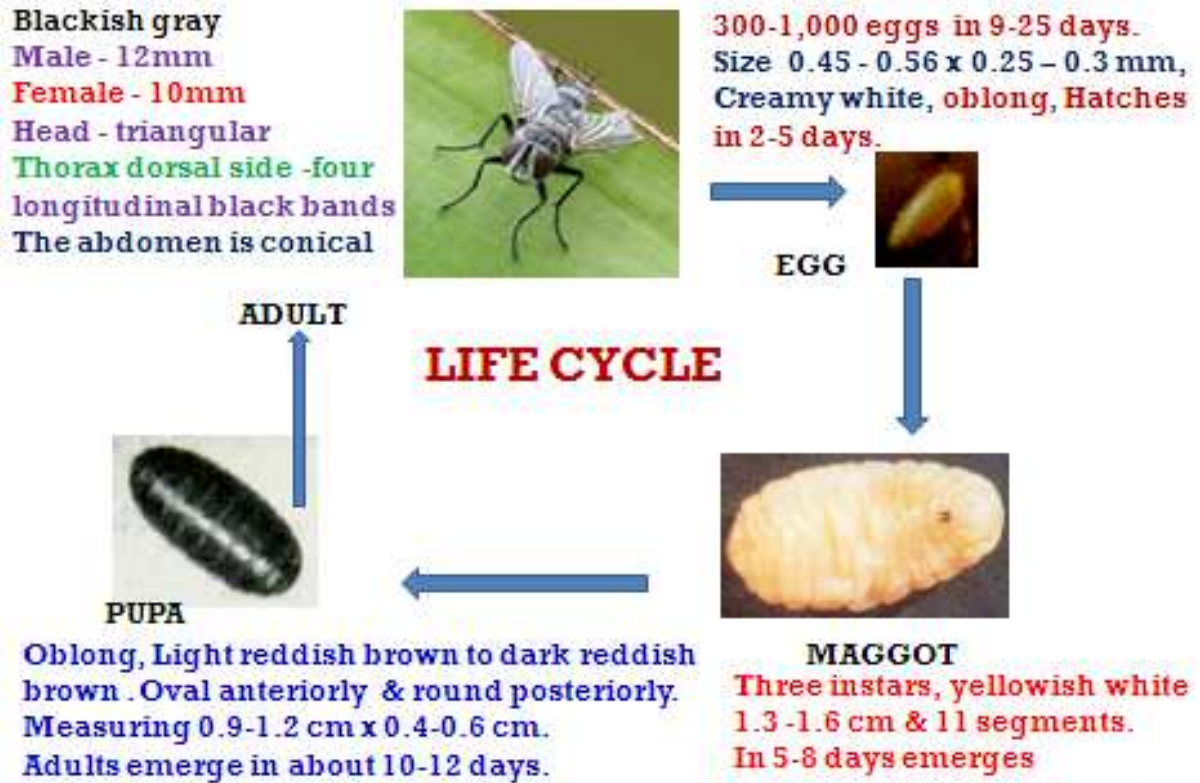 Blackish gray
Male - 12mm
Female - 10mm
Head - triangular
Thorax dorsal side -four
longitudinal black bands
The abdomen is conical
300-1,000 eggs in 9-25 days.
Size 0.45 - 0.56 x 0.25 – 0.3 mm,
Creamy white, oblong, Hatches
in 2-5 days.
EGG
ADULT
LIFE CYCLE
PUPA
Oblong, Light reddish brown to dark reddish
brown . Oval anteriorly & round posteriorly.
Measuring 0.9-1.2 cm x 0.4-0.6 cm.
Adults emerge in about 10-12 days.
MAGGOT
Three instars, yellowish white
1.3 -1.6 cm & 11 segments.
In 5-8 days emerges